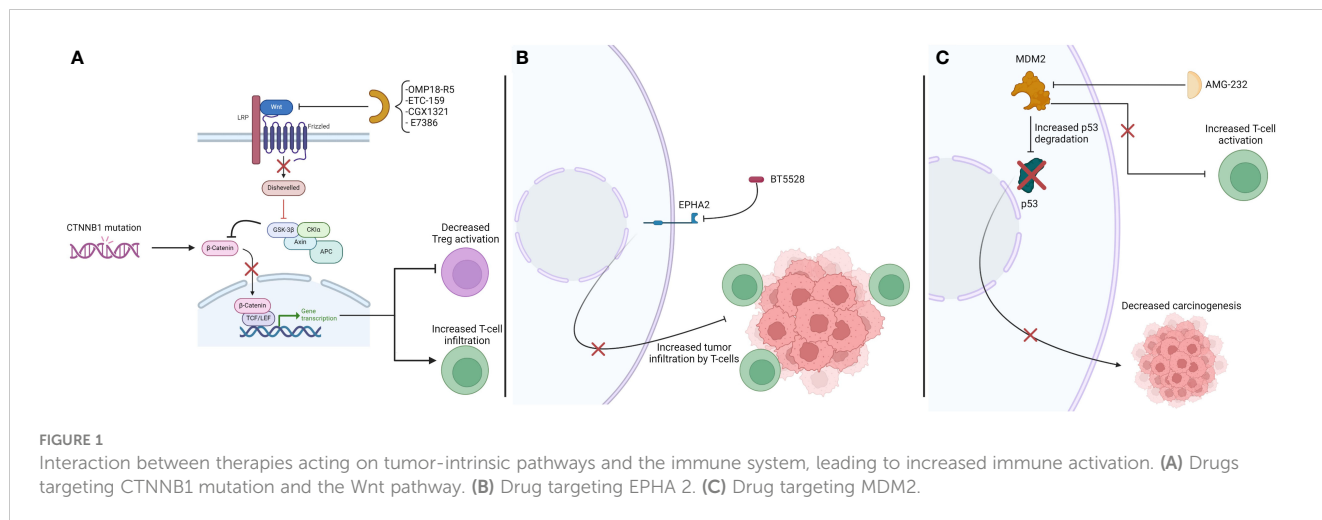 A
-OMP18-R5
-ETC-159
-CGX1321
- E7386
Wnt
LRP
Frizzled
Dishevelled
CTNNB1 mutation
GSK-3β
CKlα
Axin
APC
β-Catenin
β-Catenin
TCF/LEF
Gene
transcription
Decreased
Treg activation
Increased T-cell
infiltration
B
BT5528
EPHA2
Increased tumor
infiltration by T-cells
C
MDM2
AMG-232
Increased p53
degradation
p53
Increased T-cell
activation
Decreased carcinogenesis
FIGURE 1
Interaction between therapies acting on tumor-intrinsic pathways and the immune system, leading to increased immune activation. (A) Drugs
targeting CTNNB1 mutation and the Wnt pathway. (B) Drug targeting EPHA 2. (C) Drug targeting MDM2.